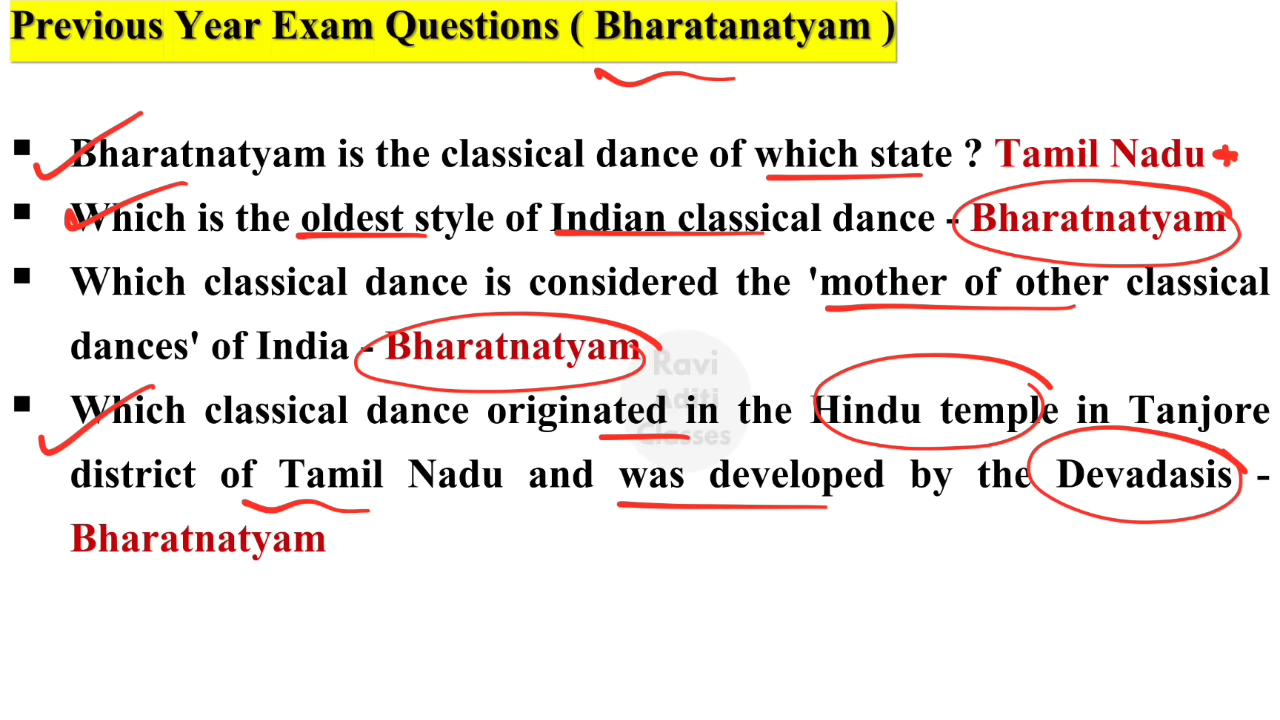 Previous Year Exam Questions ( Bharatanatyam )
▪ Bharatnatyam is the classical dance of which state ? Tamil Nadu
▪ Which is the oldest style of Indian classical dance - Bharatnatyam
▪ Which classical dance is considered the 'mother of other classical
dances' of India - Bharatnatyam
▪ Which classical dance originated in the Hindu temple in Tanjore
district of Tamil Nadu and was developed by the Devadasis -
Bharatnatyam
Ravi
Aditi
Classes